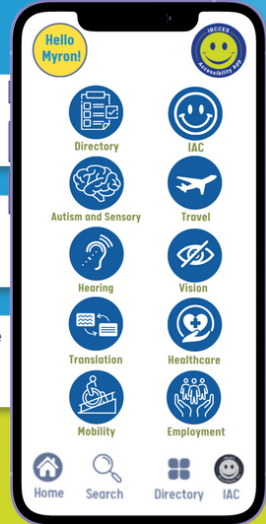 Hello
Myron!
IBCCES
Accessibility App
Directory
IAC
Autism and Sensory
Travel
Hearing
Vision
Translation
Healthcare
Mobility
Employment
Home
Search
Directory
IAC
e